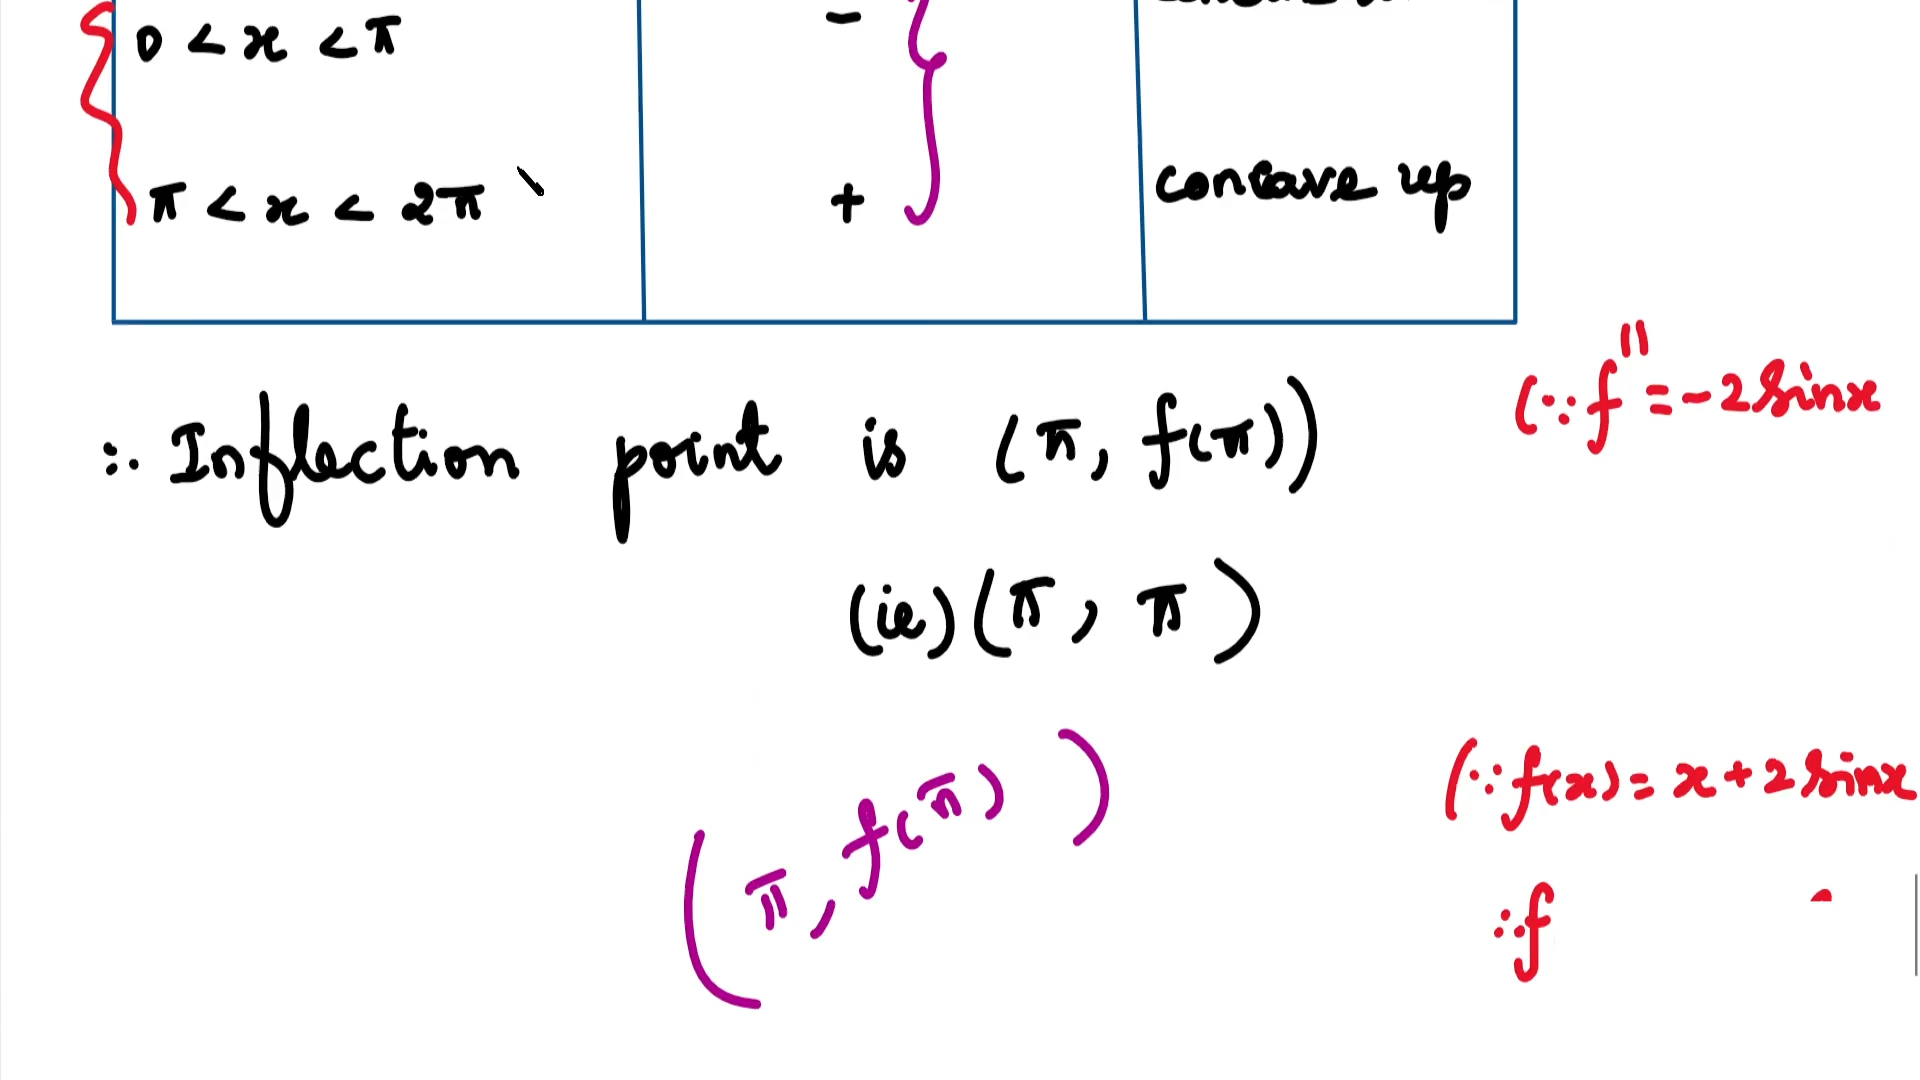 0 < x < π -
π < x < 2π + concave up
(∵ f'' = -2 sinx
∴ Inflection point is (π, f(π))
(ie) (π, π)
(∵ f(x) = x + 2 sinx
(π, f(π))
∵ f